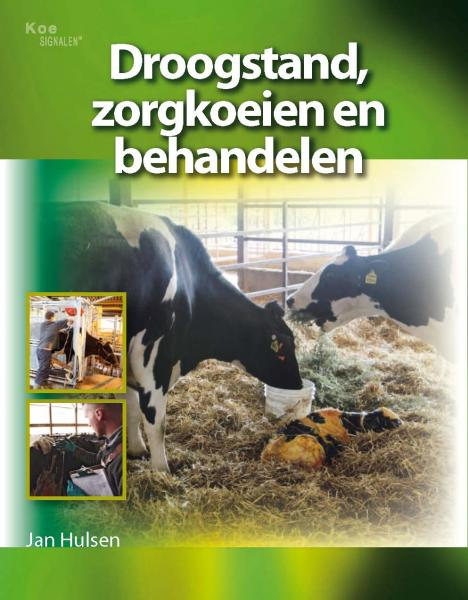 Koe
SIGNALEN®
Droogstand,
zorgkoeien en
behandelen
Jan Hulsen